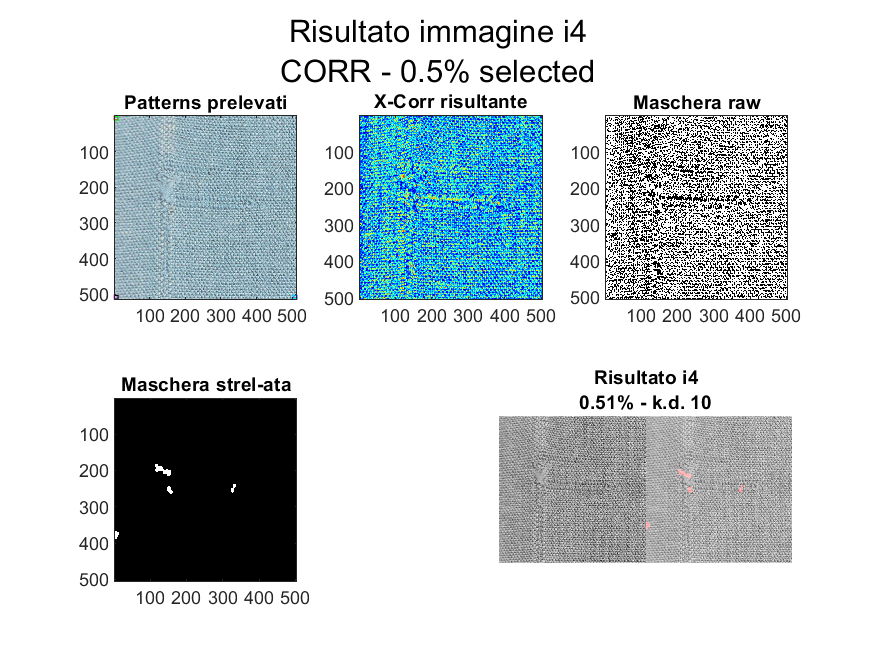 Risultato immagine i4
CORR - 0.5% selected
Patterns prelevati
X-Corr risultante
Maschera raw
100
200
300
400
500
100 200 300 400 500
100
200
300
400
500
100 200 300 400 500
100
200
300
400
500
100 200 300 400 500
Maschera strel-ata
100
200
300
400
500
100 200 300 400 500
Risultato i4
0.51% - k.d. 10